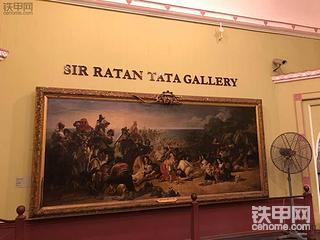 铁甲网
SIR RATAN TATA GALLERY
铁甲网
cehome.com